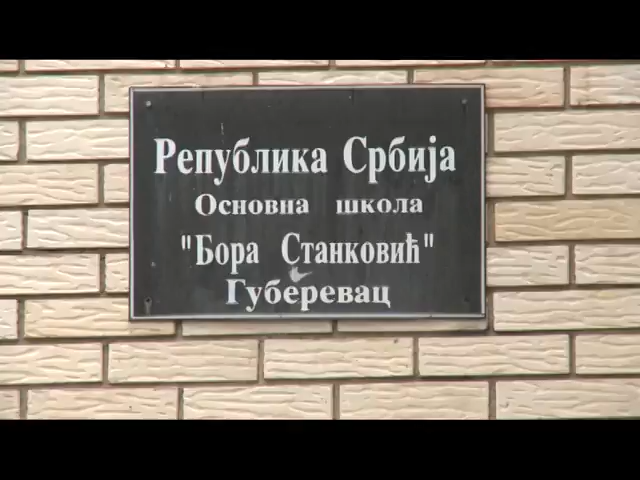 Република Србија
Основна школа
"Бора Станковић"
Губеревац